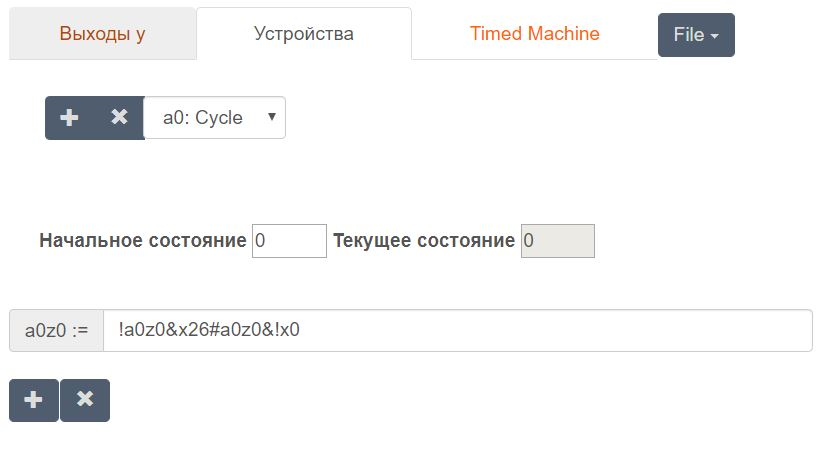 Выходы y Устройства Timed Machine File
a0: Cycle
Начальное состояние 0 Текущее состояние 0
a0z0 := !a0z0&x26#a0z0&!x0